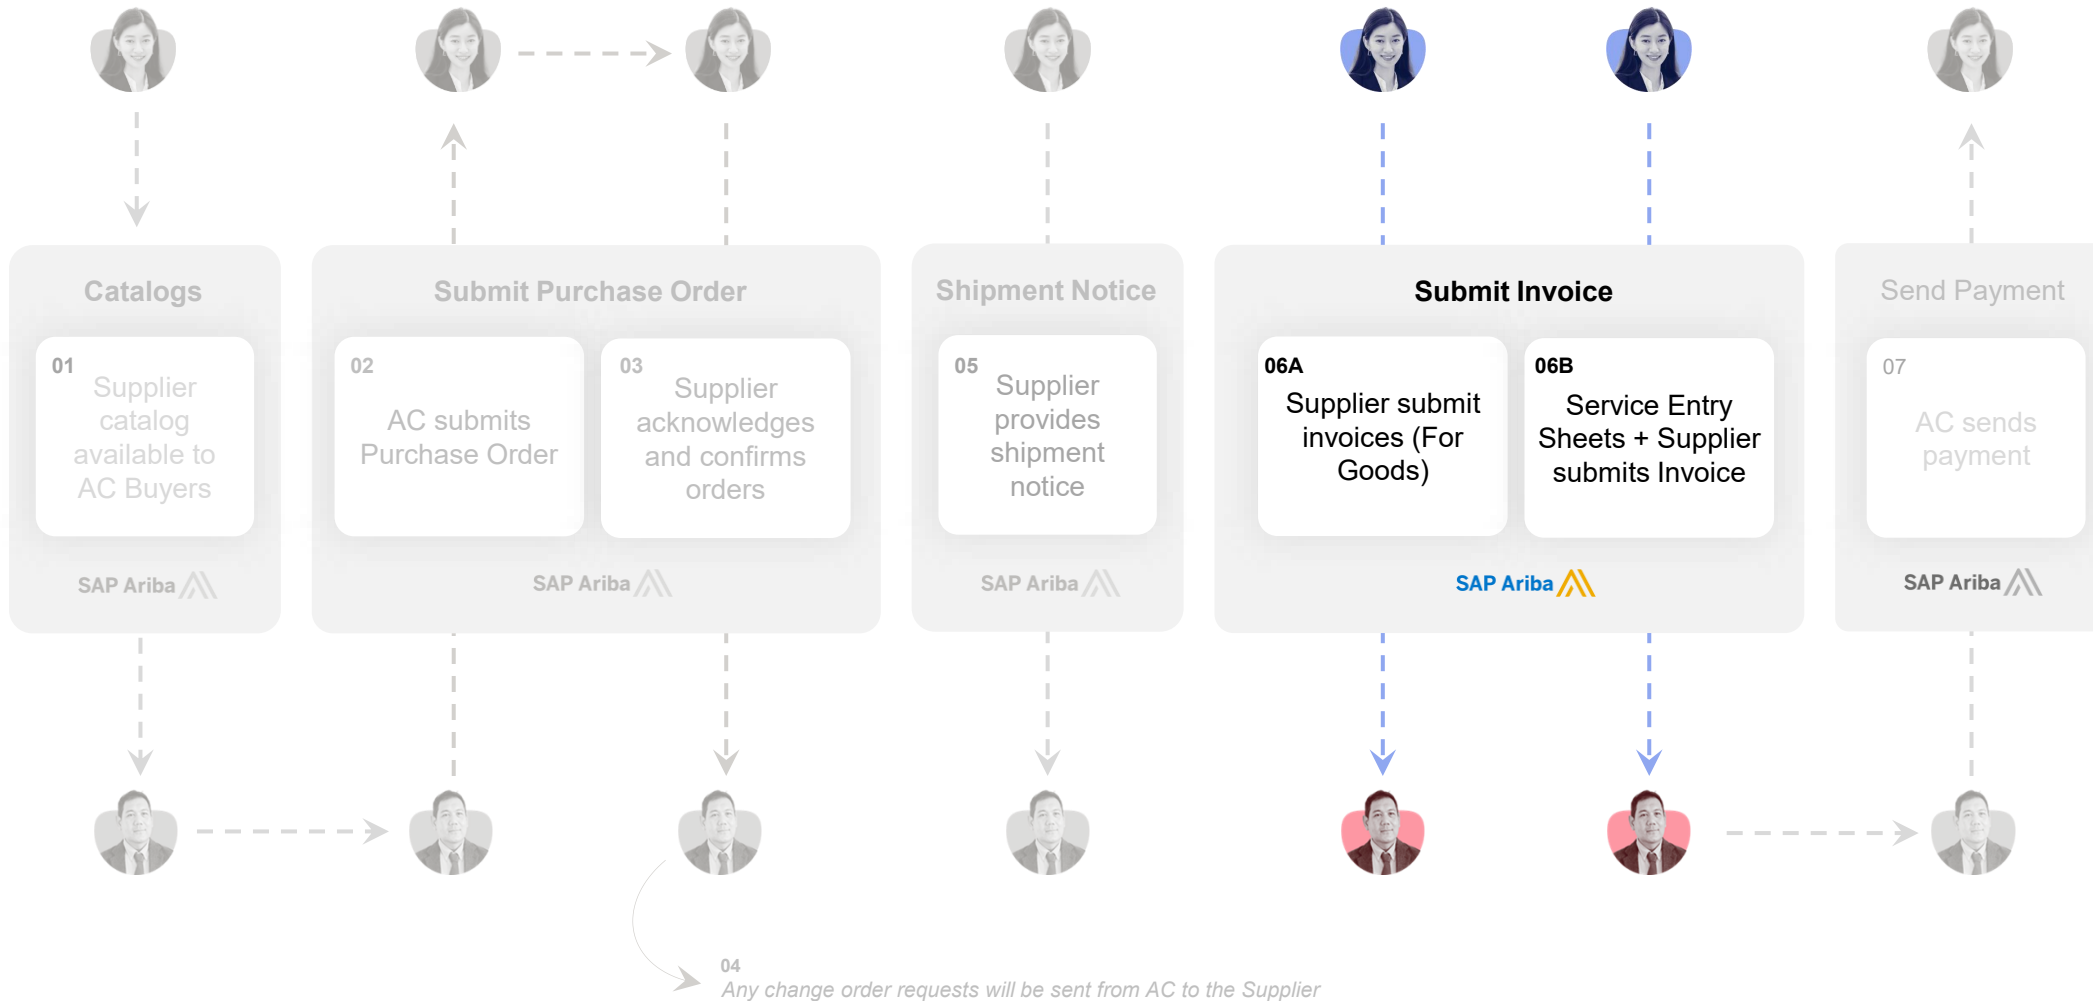 Catalogs
01
Supplier
catalog
available to
AC Buyers
SAP Ariba
Submit Purchase Order
02
AC submits
Purchase Order
03
Supplier
acknowledges
and confirms
orders
SAP Ariba
Shipment Notice
05
Supplier
provides
shipment
notice
SAP Ariba
Submit Invoice
06A
Supplier submit
invoices (For
Goods)
06B
Service Entry
Sheets + Supplier
submits Invoice
SAP Ariba
Send Payment
07
AC sends
payment
SAP Ariba
04
Any change order requests will be sent from AC to the Supplier